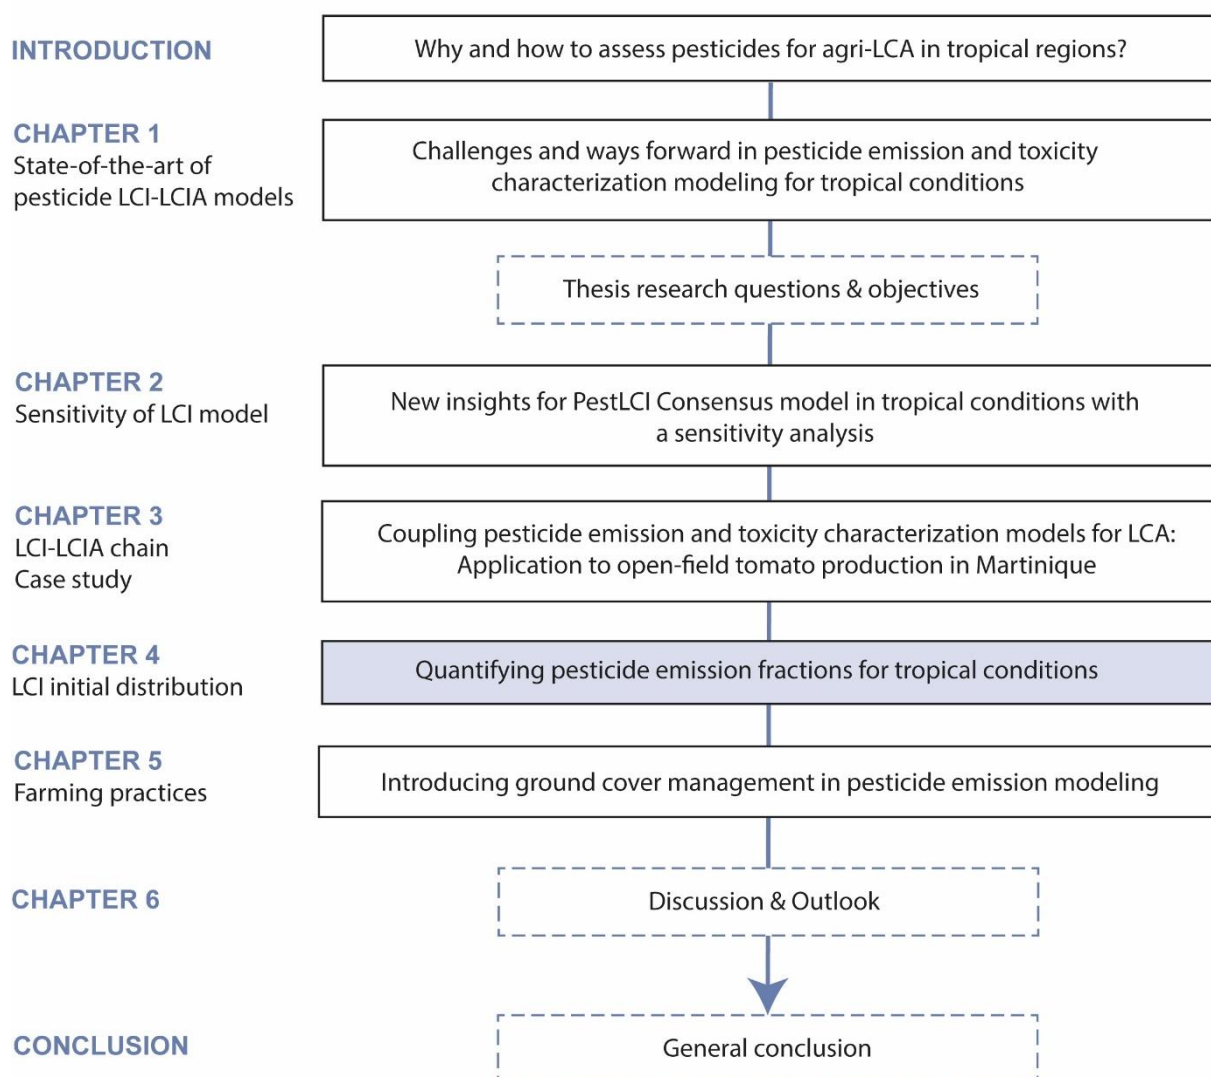 INTRODUCTION
Why and how to assess pesticides for agri-LCA in tropical regions?
CHAPTER 1
State-of-the-art of
pesticide LCI-LCIA models
Challenges and ways forward in pesticide emission and toxicity
characterization modeling for tropical conditions
Thesis research questions & objectives
CHAPTER 2
Sensitivity of LCI model
New insights for PestLCI Consensus model in tropical conditions with
a sensitivity analysis
CHAPTER 3
LCI-LCIA chain
Case study
Coupling pesticide emission and toxicity characterization models for LCA:
Application to open-field tomato production in Martinique
CHAPTER 4
LCI initial distribution
Quantifying pesticide emission fractions for tropical conditions
CHAPTER 5
Farming practices
Introducing ground cover management in pesticide emission modeling
CHAPTER 6
Discussion & Outlook
CONCLUSION
General conclusion